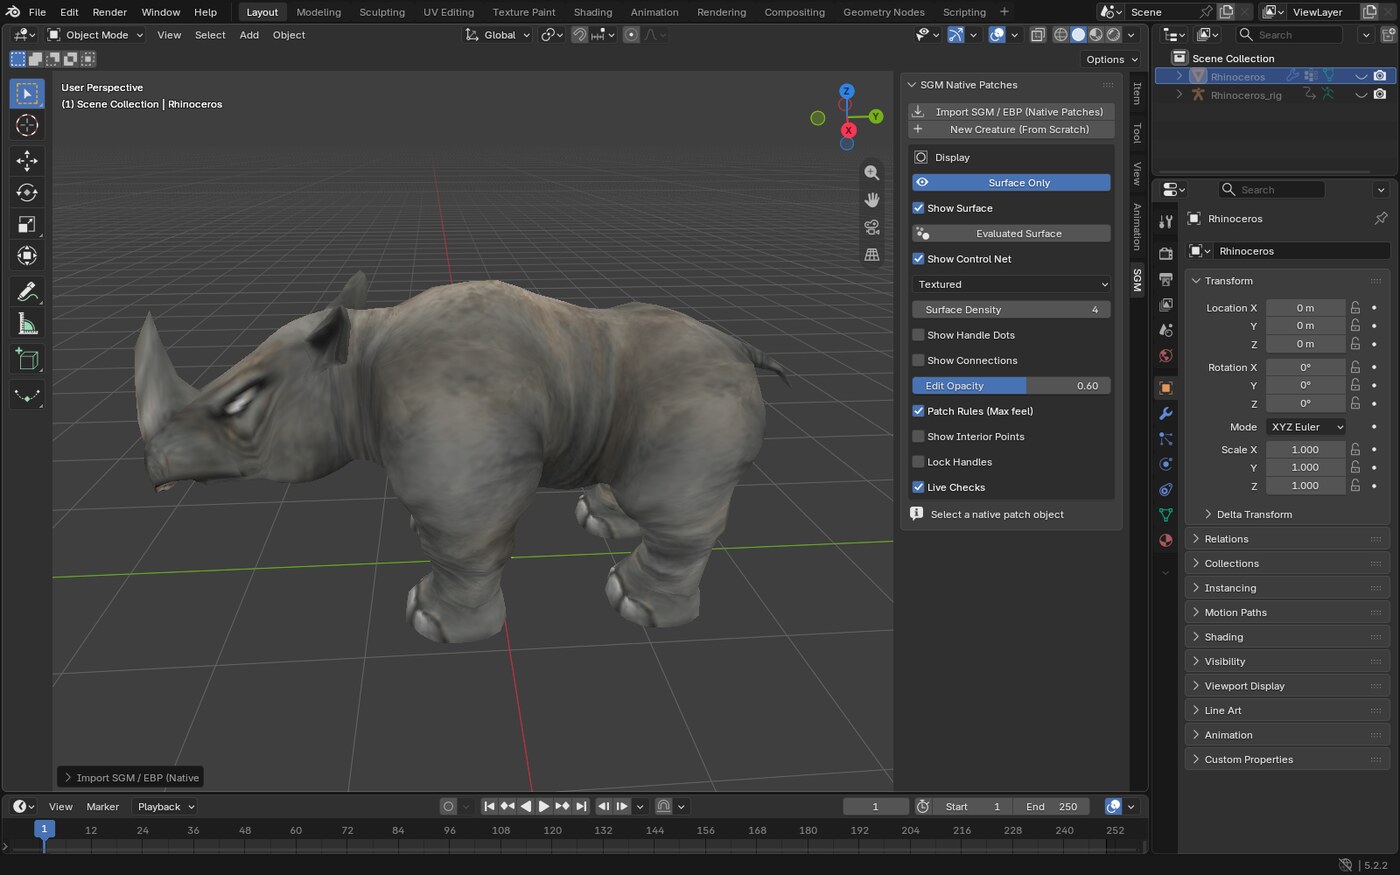 File Edit Render Window Help Layout Modeling Sculpting UV Editing Texture Paint Shading Animation Rendering Compositing Geometry Nodes Scripting + Scene ViewLayer
Object Mode View Select Add Object Global Search
Options
User Perspective
(1) Scene Collection | Rhinoceros
Z
Y
X
SGM Native Patches
Import SGM / EBP (Native Patches)
New Creature (From Scratch)
Display
Surface Only
Show Surface
Evaluated Surface
Show Control Net
Textured
Surface Density 4
Show Handle Dots
Show Connections
Edit Opacity 0.60
Patch Rules (Max feel)
Show Interior Points
Lock Handles
Live Checks
Select a native patch object
Item
Tool
View
Animation
SGM
Scene Collection
Rhinoceros
Rhinoceros_rig
Search
Rhinoceros
Rhinoceros
Transform
Location X 0 m
Y 0 m
Z 0 m
Rotation X 0°
Y 0°
Z 0°
Mode XYZ Euler
Scale X 1.000
Y 1.000
Z 1.000
Delta Transform
Relations
Collections
Instancing
Motion Paths
Shading
Visibility
Viewport Display
Line Art
Animation
Custom Properties
Import SGM / EBP (Native
View Marker Playback 1 Start 1 End 250
1 12 24 36 48 60 72 84 96 108 120 132 144 156 168 180 192 204 216 228 240 252
5.2.2